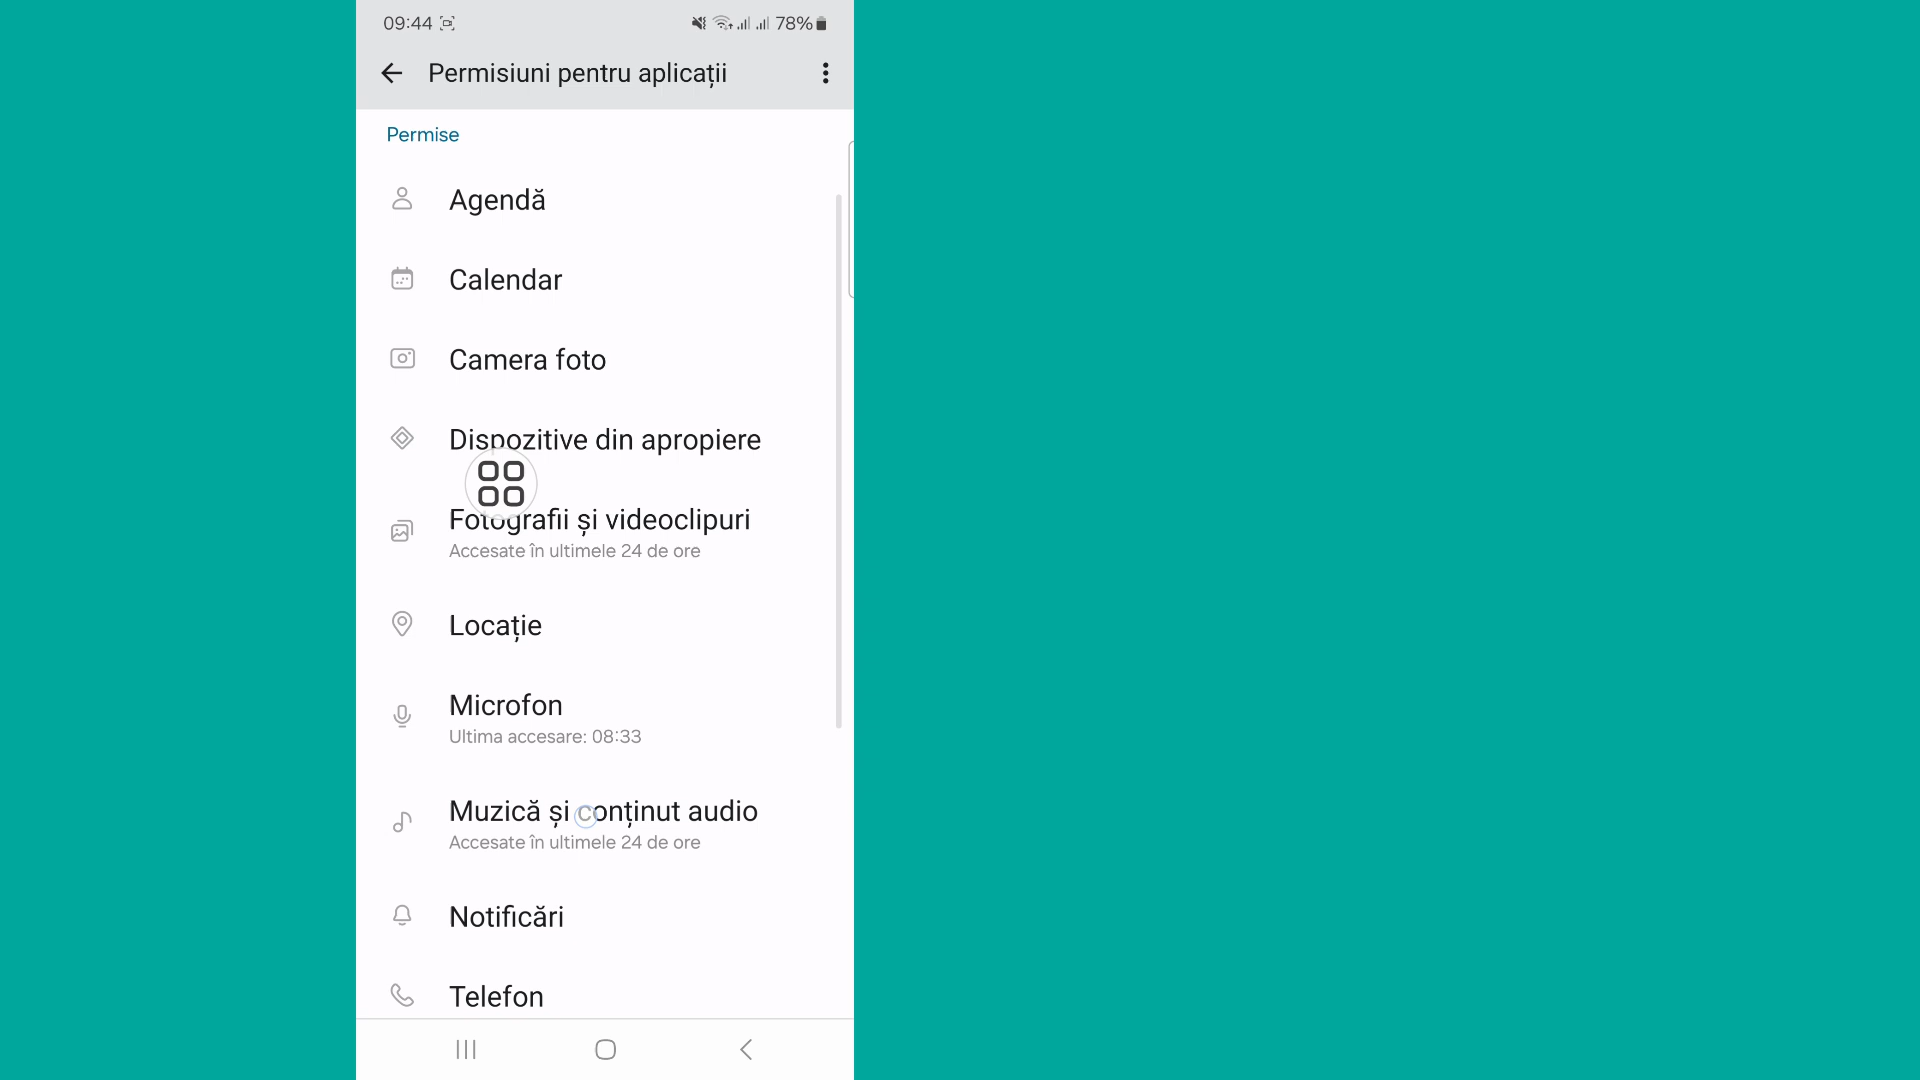 09:44
78%
Permisiuni pentru aplicații
Permise
Agendă
Calendar
Camera foto
Dispozitive din apropiere
Fotografii și videoclipuri
Accesate în ultimele 24 de ore
Locație
Microfon
Ultima accesare: 08:33
Muzică și conținut audio
Accesate în ultimele 24 de ore
Notificări
Telefon